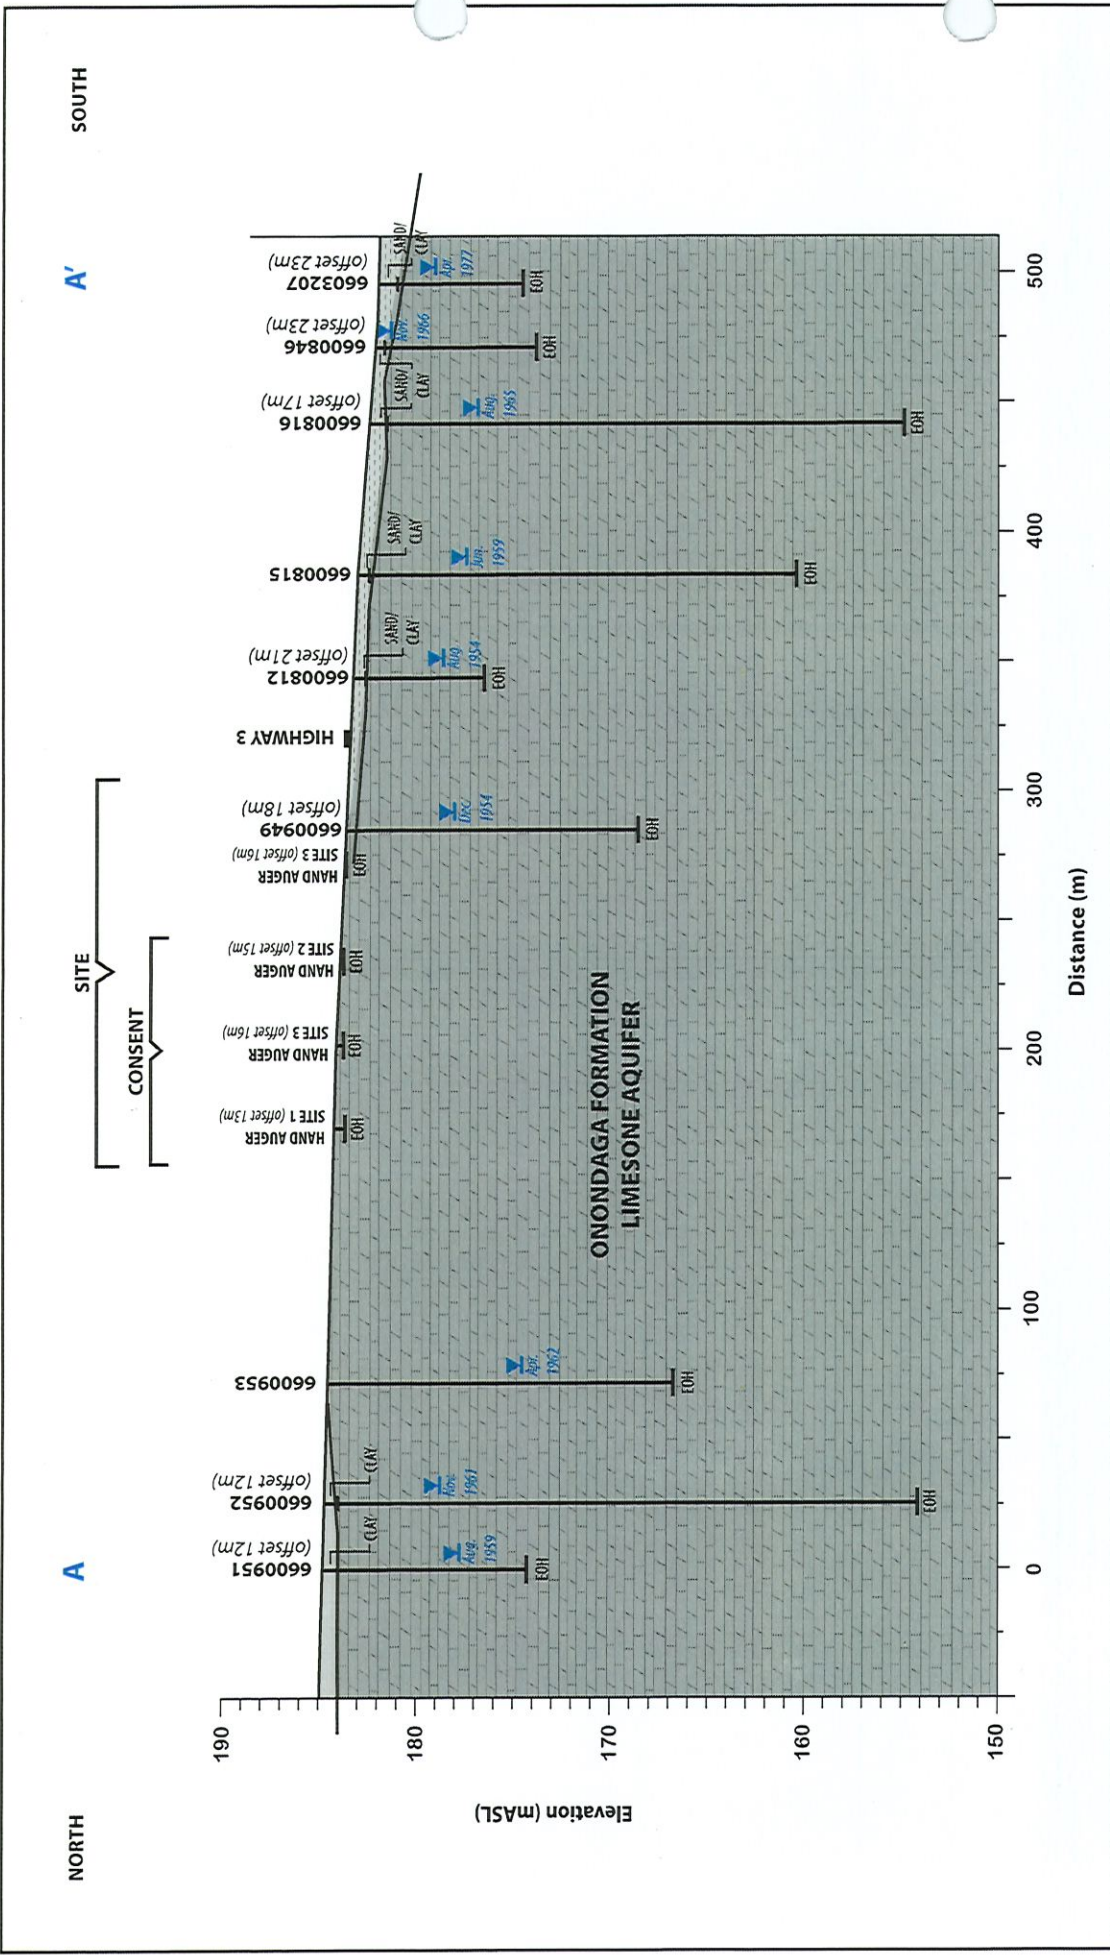 NORTH
SOUTH
A
A'
SITE
CONSENT
6600951
(offset 12m)
6600952
(offset 12m)
6600953
HAND AUGER
SITE 1 (offset 13m)
HAND AUGER
SITE 3 (offset 16m)
HAND AUGER
SITE 2 (offset 15m)
HAND AUGER
SITE 3 (offset 16m)
6600949
(offset 18m)
HIGHWAY 3
6600812
(offset 21m)
6600815
6600816
(offset 17m)
6600846
(offset 23m)
6603207
(offset 23m)
CLAY
CLAY
SAND/
CLAY
SAND/
CLAY
SAND/
CLAY
SAND/
CLAY
Aug.
1959
Nov.
1961
Apr.
1962
Dec.
1954
Aug.
1954
Jun.
1959
Aug.
1965
Nov.
1966
Apr.
1977
EOH
EOH
EOH
EOH
EOH
EOH
EOH
EOH
EOH
EOH
EOH
EOH
EOH
ONONDAGA FORMATION
LIMESONE AQUIFER
Elevation (mASL)
190
180
170
160
150
0
100
200
300
400
500
Distance (m)